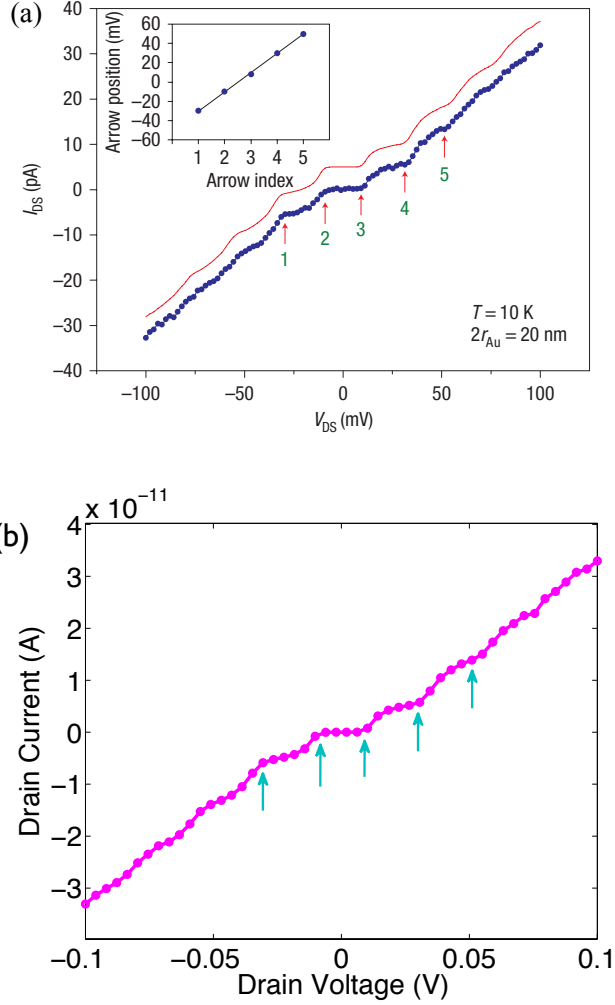 (a)
40
30
20
10
0
−10
−20
−30
−40
I_DS (pA)
60
40
20
0
−20
−40
−60
Arrow position (mV)
1 2 3 4 5
Arrow index
1
2
3
4
5
T = 10 K
2r_Au = 20 nm
−100 −50 0 50 100
V_DS (mV)
(b)
x 10^−11
4
3
2
1
0
−1
−2
−3
Drain Current (A)
−0.1 −0.05 0 0.05 0.1
Drain Voltage (V)